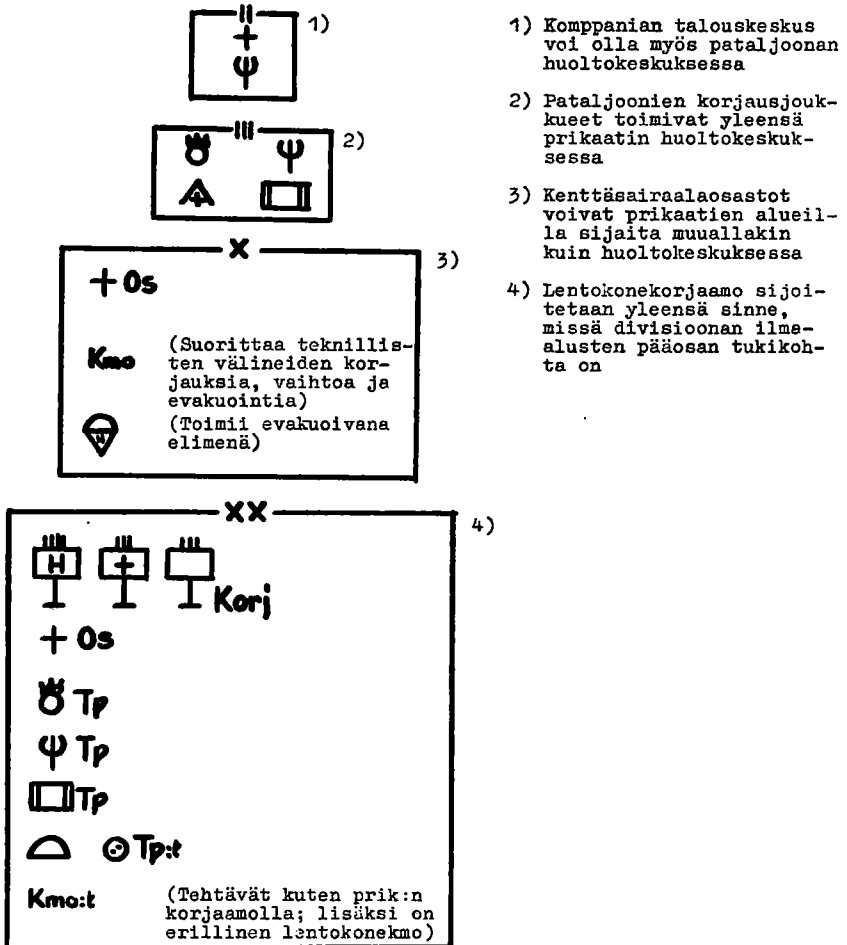 1)
2)
3)
+ Os
Kmo
(Suorittaa teknillis-
ten välineiden kor-
jauksia, vaihtoa ja
evakuointia)
(Toimii evakuoivana
elimenä)
XX
4)
H
Korj
+ Os
Tp
Tp
Tp
Tp:t
Kmo:t
(Tehtävät kuten prik:n
korjaamolla; lisäksi on
erillinen lentokonekmo)
1) Komppanian talouskeskus
voi olla myös pataljoonan
huoltokeskuksessa
2) Pataljoonien korjausjouk-
kueet toimivat yleensä
prikaatin huoltokeskuk-
sessa
3) Kenttäsairaalaosastot
voivat prikaatien alueil-
la sijaita muuallakin
kuin huoltokeskuksessa
4) Lentokonekorjaamo sijoi-
tetaan yleensä sinne,
missä divisioonan ilma-
alusten pääosan tukikoh-
ta on